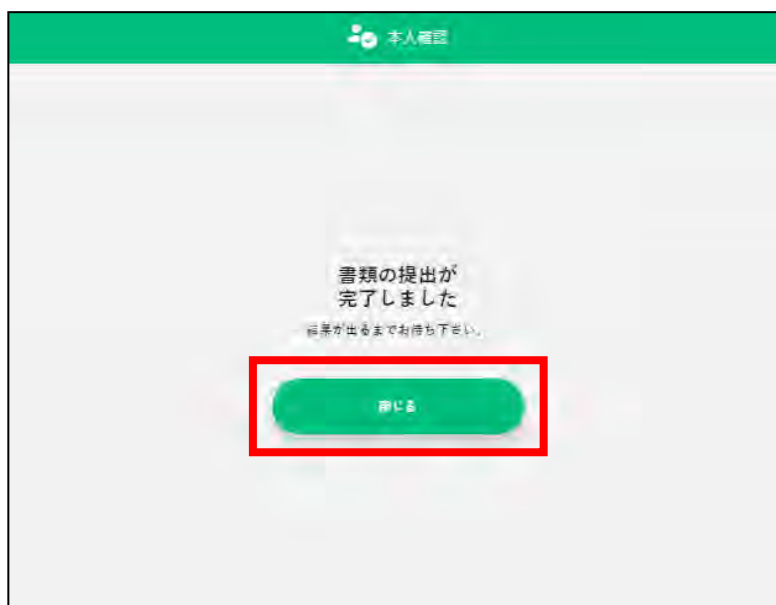 本人確認
書類の提出が
完了しました
結果が出るまでお待ち下さい。
閉じる